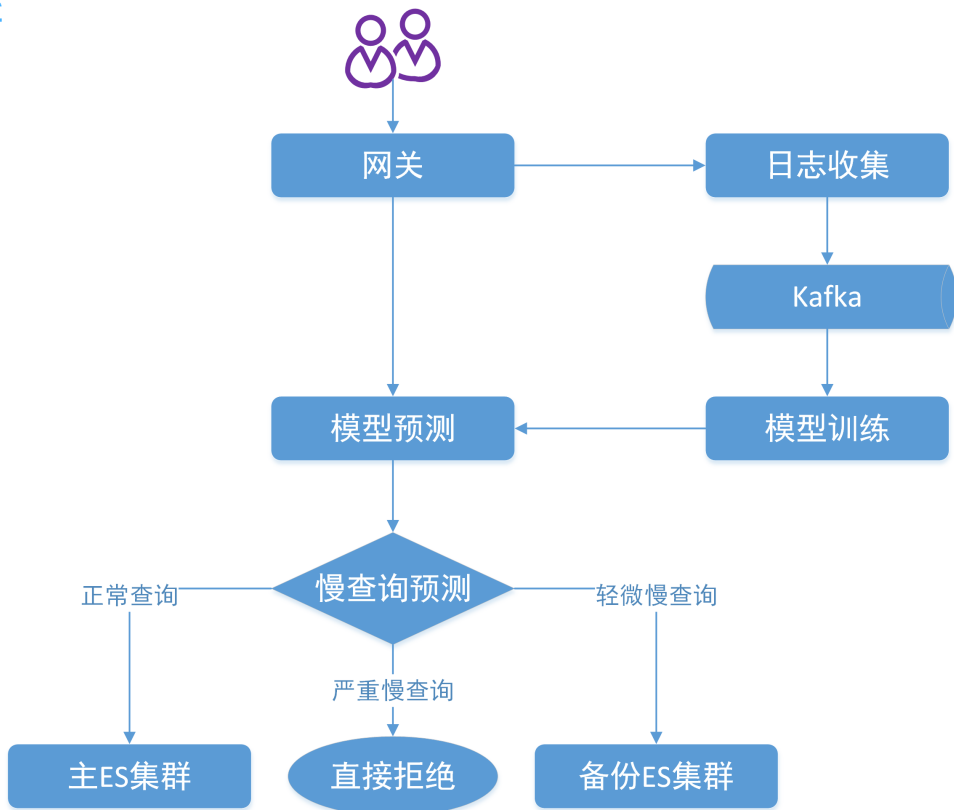 网关
日志收集
Kafka
模型预测
模型训练
慢查询预测
正常查询
轻微慢查询
严重慢查询
主ES集群
直接拒绝
备份ES集群